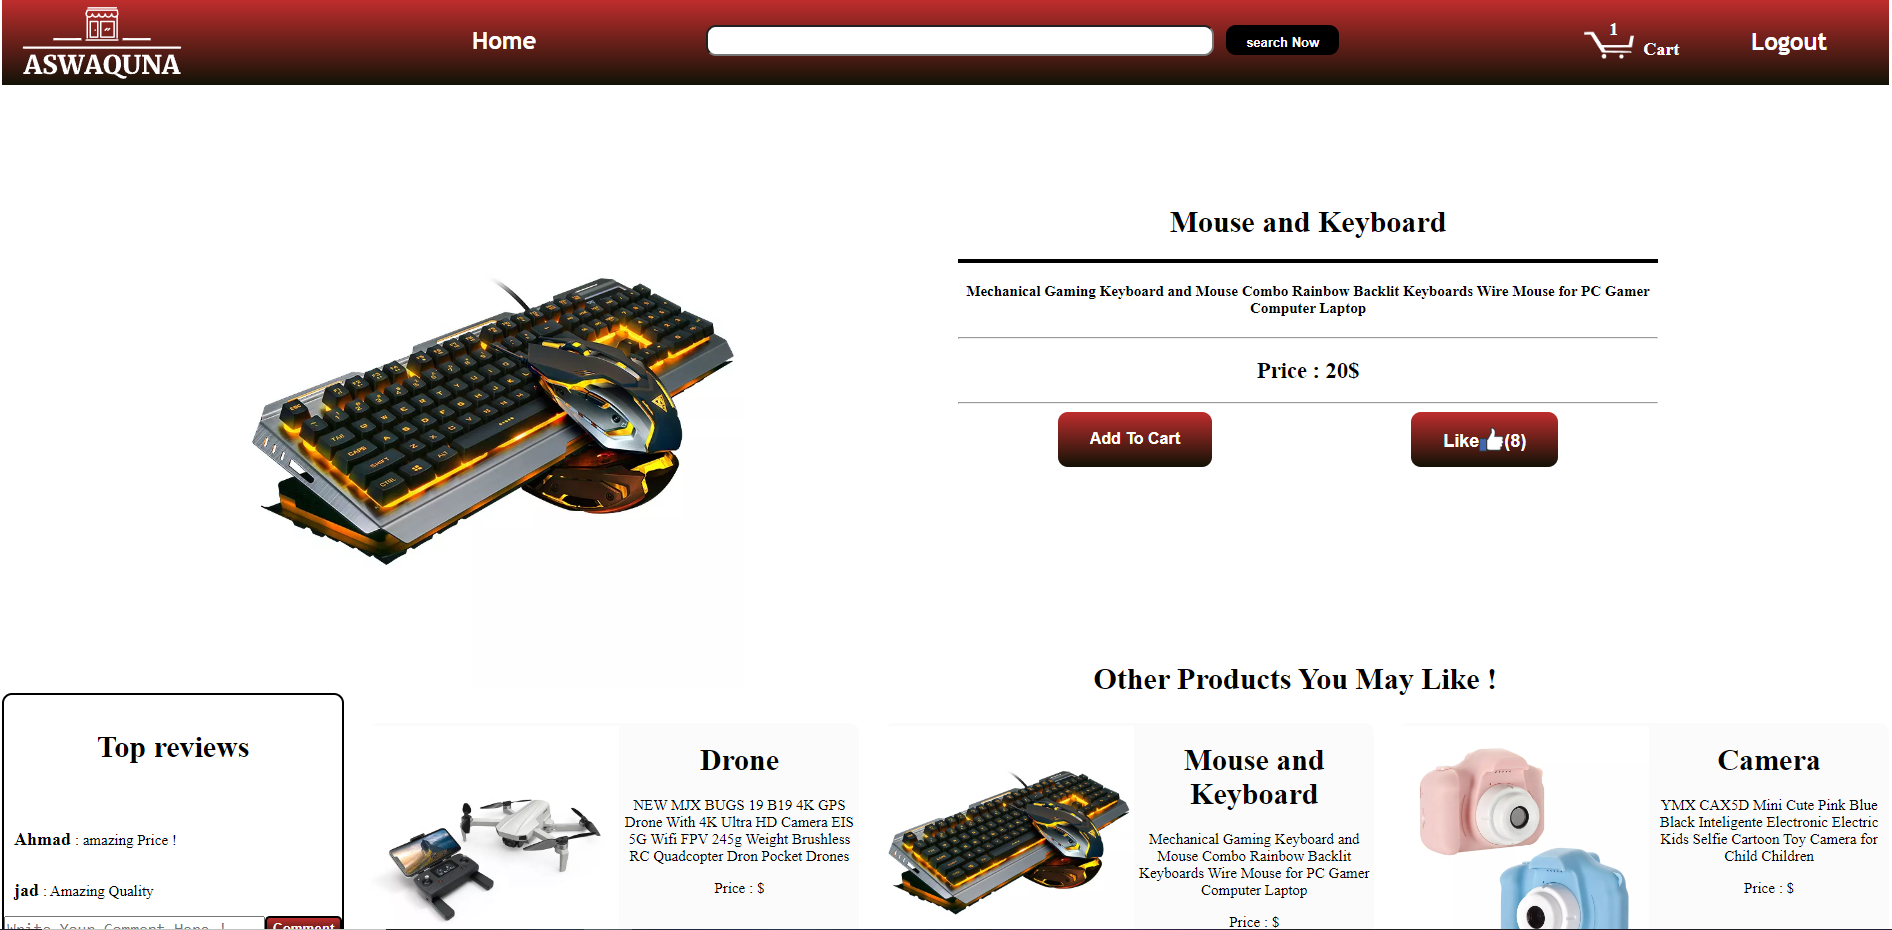 ASWAQUNA
Home
search Now
1
Cart
Logout
Mouse and Keyboard
Mechanical Gaming Keyboard and Mouse Combo Rainbow Backlit Keyboards Wire Mouse for PC Gamer
Computer Laptop
Price : 20$
Add To Cart
Like(8)
Other Products You May Like !
Top reviews
Ahmad : amazing Price !
jad : Amazing Quality
Write Your Comment Here !
Comment
Drone
NEW MJX BUGS 19 B19 4K GPS
Drone With 4K Ultra HD Camera EIS
5G Wifi FPV 245g Weight Brushless
RC Quadcopter Dron Pocket Drones
Price : $
Mouse and
Keyboard
Mechanical Gaming Keyboard and
Mouse Combo Rainbow Backlit
Keyboards Wire Mouse for PC Gamer
Computer Laptop
Price : $
Camera
YMX CAX5D Mini Cute Pink Blue
Black Inteligente Electronic Electric
Kids Selfie Cartoon Toy Camera for
Child Children
Price : $